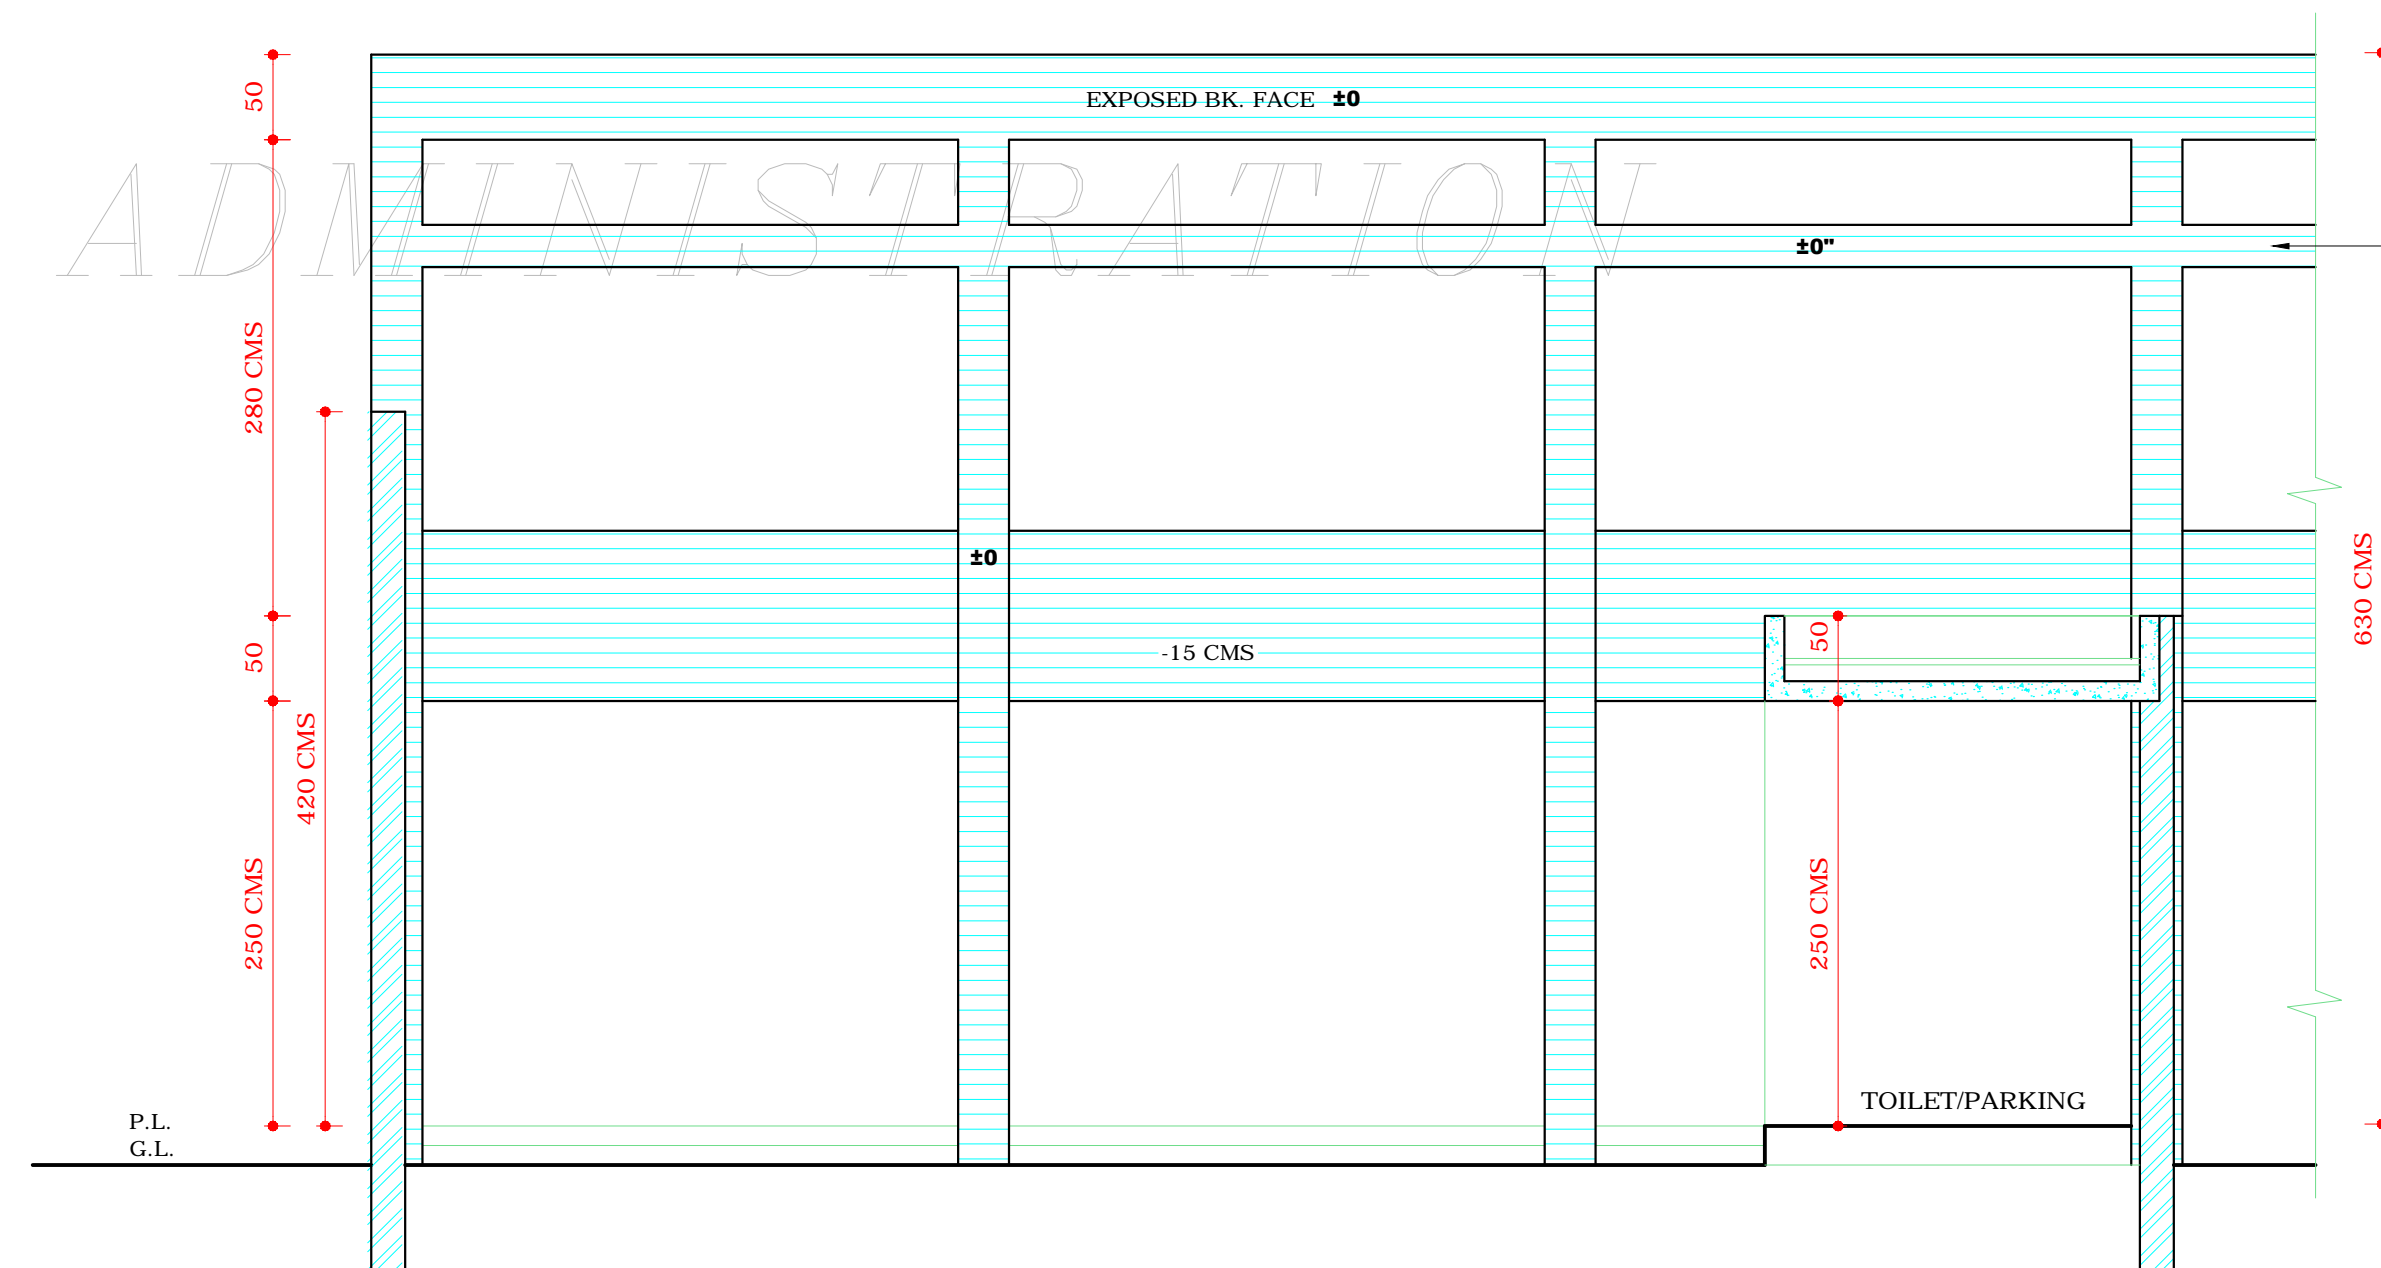 50
EXPOSED BK. FACE ±0
ADMINISTRATION
±0"
280 CMS
±0
630 CMS
50
50
-15 CMS
420 CMS
250 CMS
250 CMS
TOILET/PARKING
P.L.
G.L.